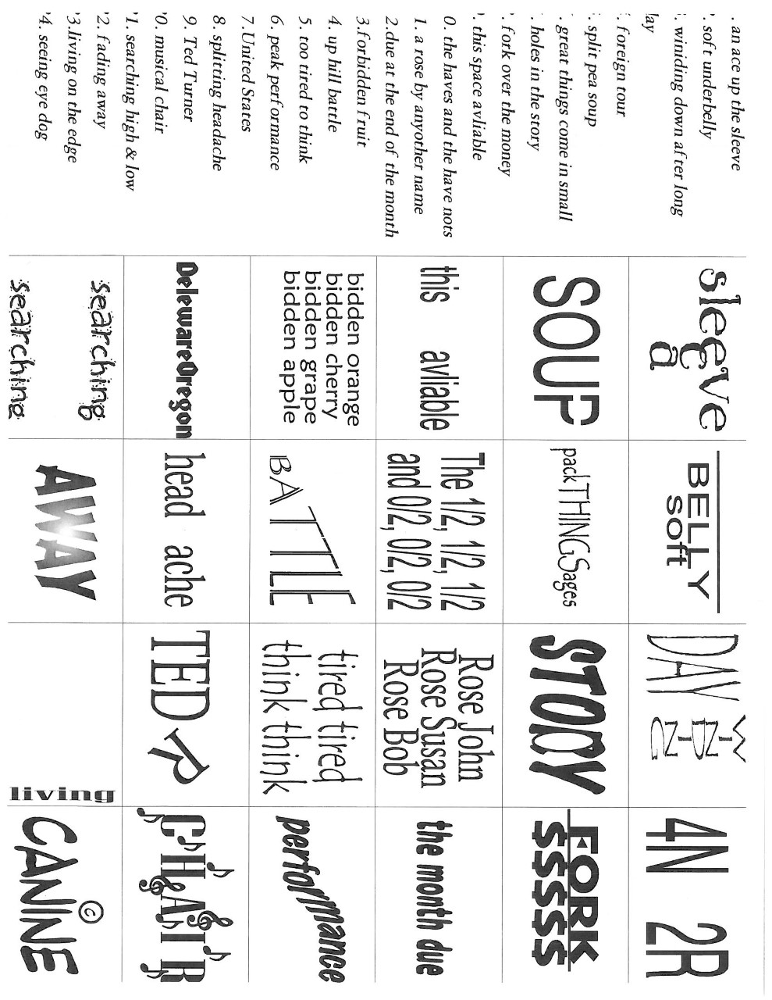 . an ace up the sleeve
. soft underbelly
. winiding down after long
lay
foreign tour
. split pea soup
. great things come in small
holes in the story
. fork over the money
. this space avliable
0. the haves and the have nots
1. a rose by anyother name
2.due at the end of the month
3.forbidden fruit
4. up hill battle
5. too tired to think
6. peak performance
7.United States
8. splitting headache
9. Ted Turner
0. musical chair
1. searching high & low
2. fading away
3.living on the edge
4. seeing eye dog
sleeve
c
a
BELLY
soft
DAY
4N 2R
SOUP
packTHINGSages
STORY
FORK
$$$$$$
this avliable
The 1/2, 1/2, 1/2
and 0/2, 0/2, 0/2
Rose John
Rose Susan
Rose Bob
the month due
bidden orange
bidden cherry
bidden grape
bidden apple
BATTLE
tired tired
think think
performance
DelewareOregon
head ache
TED R
CHAIR
searching
searching
AWAY
living
©
CANINE